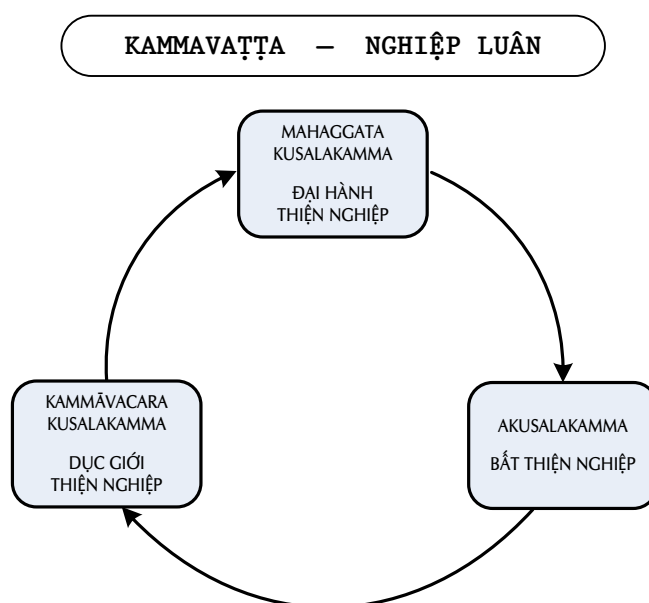 KAMMAVAṬṬA – NGHIỆP LUÂN
MAHAGGATA
KUSALAKAMMA
ĐẠI HÀNH
THIỆN NGHIỆP
KAMMĀVACARA
KUSALAKAMMA
DỤC GIỚI
THIỆN NGHIỆP
AKUSALAKAMMA
BẤT THIỆN NGHIỆP